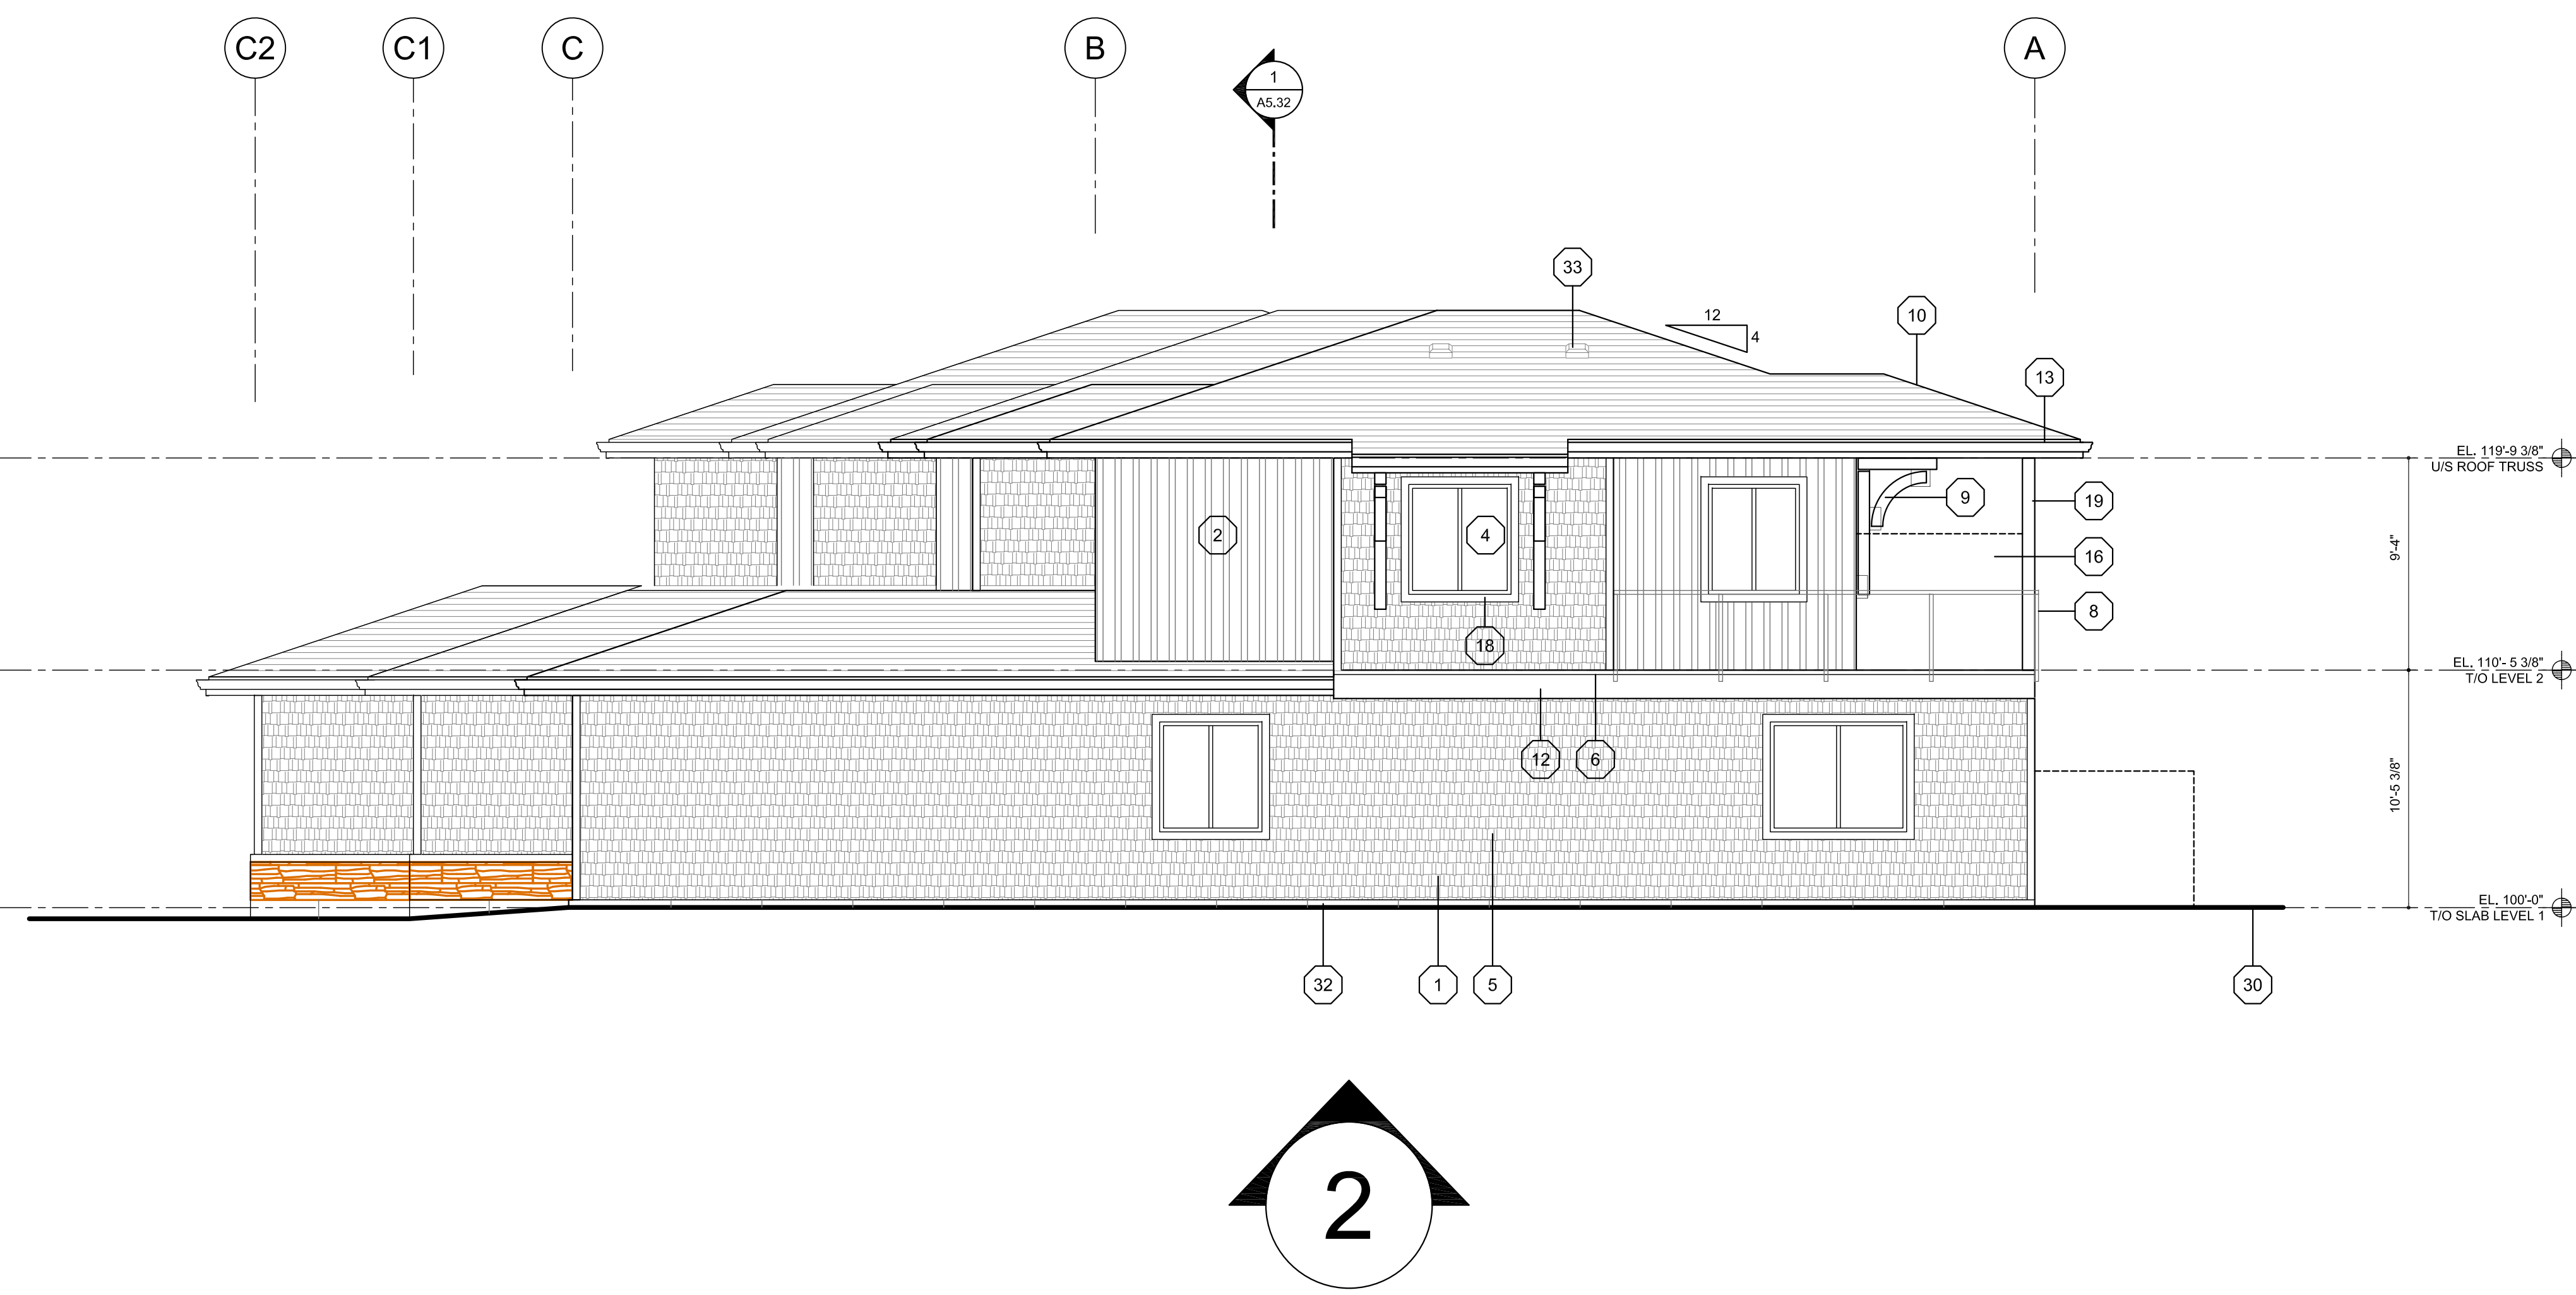 C2
C1
C
B
A
1
A5.32
33
12
4
10
13
EL. 119'-9 3/8"
U/S ROOF TRUSS
9
19
2
4
16
9'-4"
8
18
EL. 110'- 5 3/8"
T/O LEVEL 2
12
6
10'-5 3/8"
EL. 100'-0"
T/O SLAB LEVEL 1
32
1
5
30
2